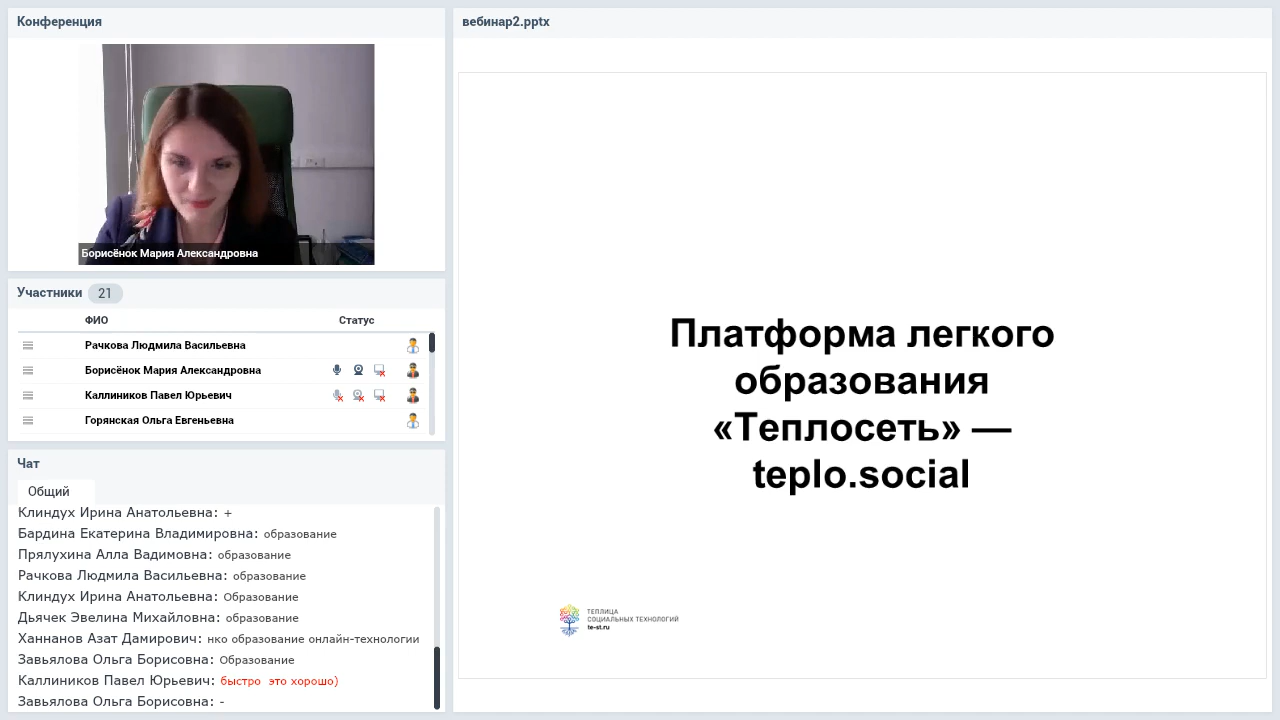 Конференция
Борисёнок Мария Александровна
Участники 21
ФИО Статус
Рачкова Людмила Васильевна
Борисёнок Мария Александровна
Каллиников Павел Юрьевич
Горянская Ольга Евгеньевна
Чат
Общий
Клиндух Ирина Анатольевна: +
Бардина Екатерина Владимировна: образование
Прялухина Алла Вадимовна: образование
Рачкова Людмила Васильевна: образование
Клиндух Ирина Анатольевна: Образование
Дьячек Эвелина Михайловна: образование
Ханнанов Азат Дамирович: нко образование онлайн-технологии
Завьялова Ольга Борисовна: Образование
Каллиников Павел Юрьевич: быстро это хорошо)
Завьялова Ольга Борисовна: -
вебинар2.pptx
Платформа легкого
образования
«Теплосеть» —
teplo.social
ТЕПЛИЦА
СОЦИАЛЬНЫХ ТЕХНОЛОГИЙ
te-st.ru